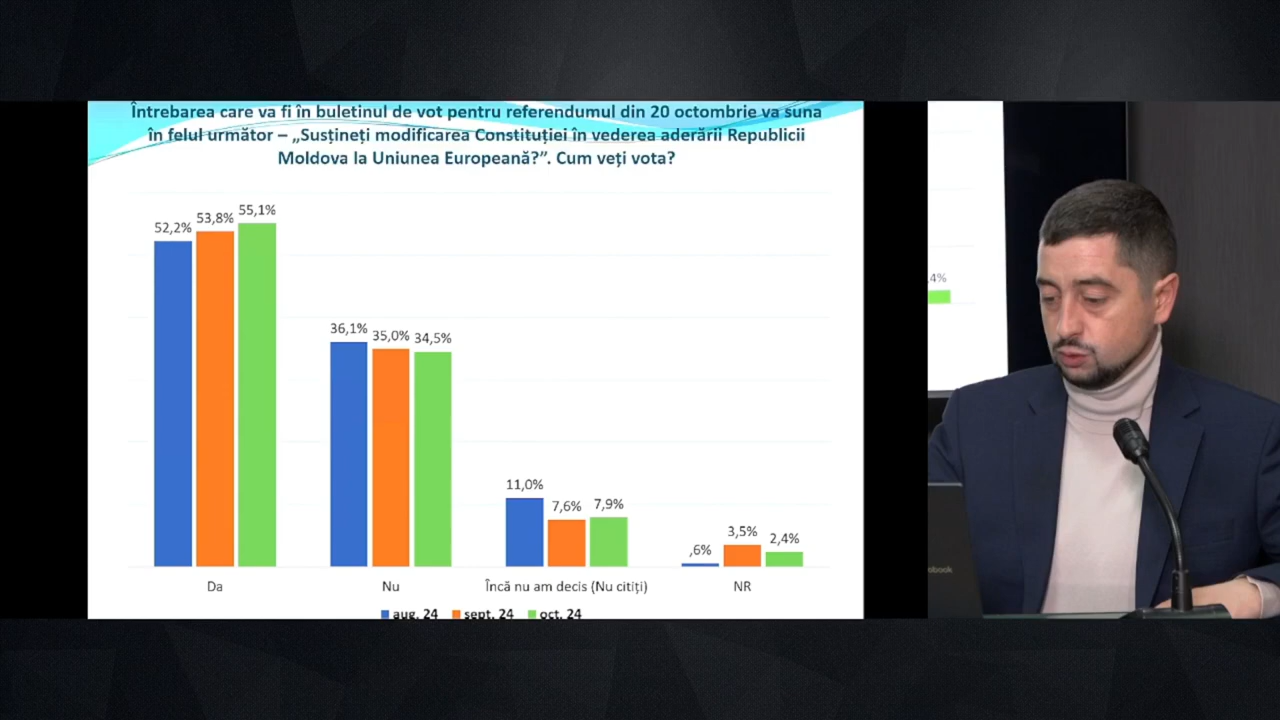 Întrebarea care va fi în buletinul de vot pentru referendumul din 20 octombrie va suna
în felul următor – „Susțineți modificarea Constituției în vederea aderării Republicii
Moldova la Uniunea Europeană?”. Cum veți vota?
52,2% 53,8% 55,1%
36,1% 35,0% 34,5%
11,0% 7,6% 7,9%
,6% 3,5% 2,4%
Da Nu Încă nu am decis (Nu citiți) NR
aug. 24 sept. 24 oct. 24
,4%